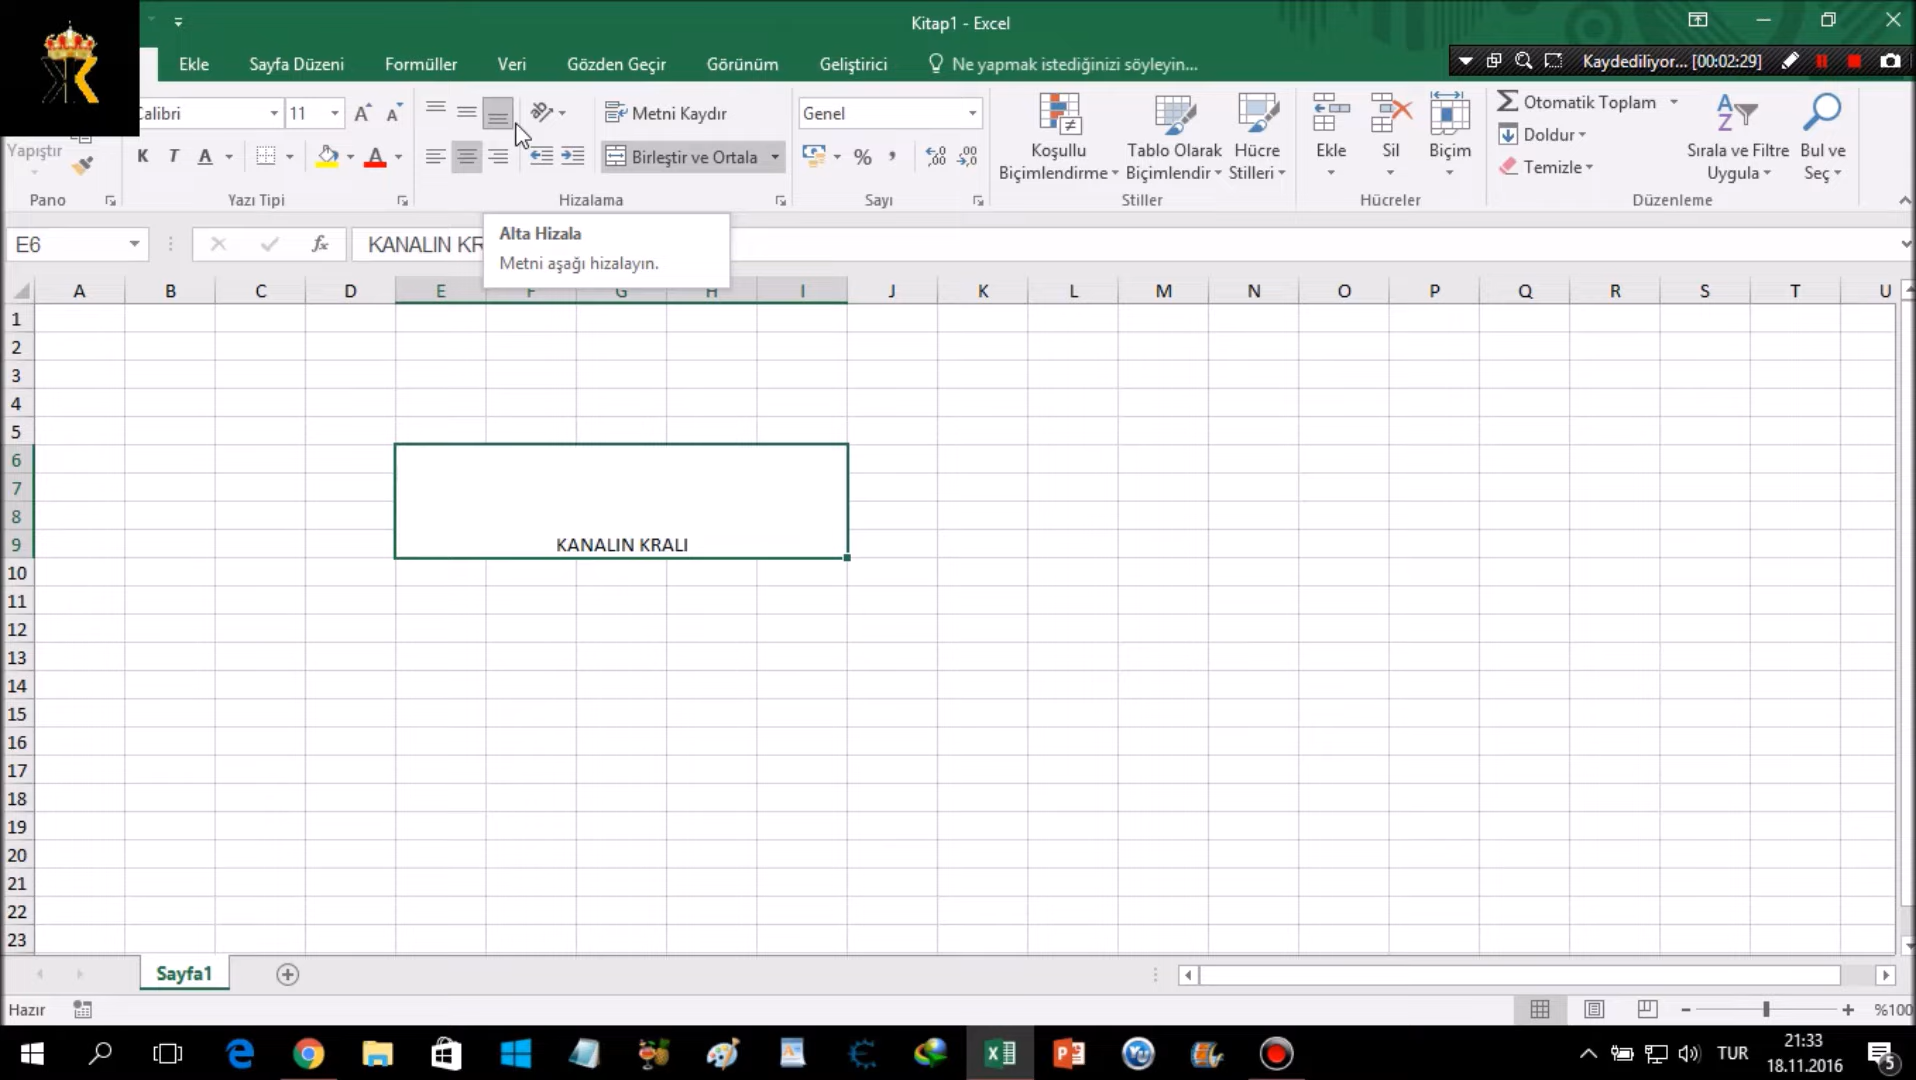 Kitap1 - Excel
Ekle Sayfa Düzeni Formüller Veri Gözden Geçir Görünüm Geliştirici Ne yapmak istediğinizi söyleyin...
Kaydediliyor... [00:02:29]
Calibri 11 Metni Kaydır Genel
Yapıştır K T A Birleştir ve Ortala % Koşullu Biçimlendirme Tablo Olarak Biçimlendir Hücre Stilleri Ekle Sil Biçim
Otomatik Toplam
Doldur
Temizle
Sırala ve Filtre Uygula Bul ve Seç
Pano Yazı Tipi Hizalama Sayı Stiller Hücreler Düzenleme
E6 fx KANALIN KR
Alta Hizala
Metni aşağı hizalayın.
A B C D E F G H I J K L M N O P Q R S T U
1
2
3
4
5
6
7
8
9 KANALIN KRALI
10
11
12
13
14
15
16
17
18
19
20
21
22
23
Sayfa1
Hazır %100
TUR 21:33
18.11.2016 5